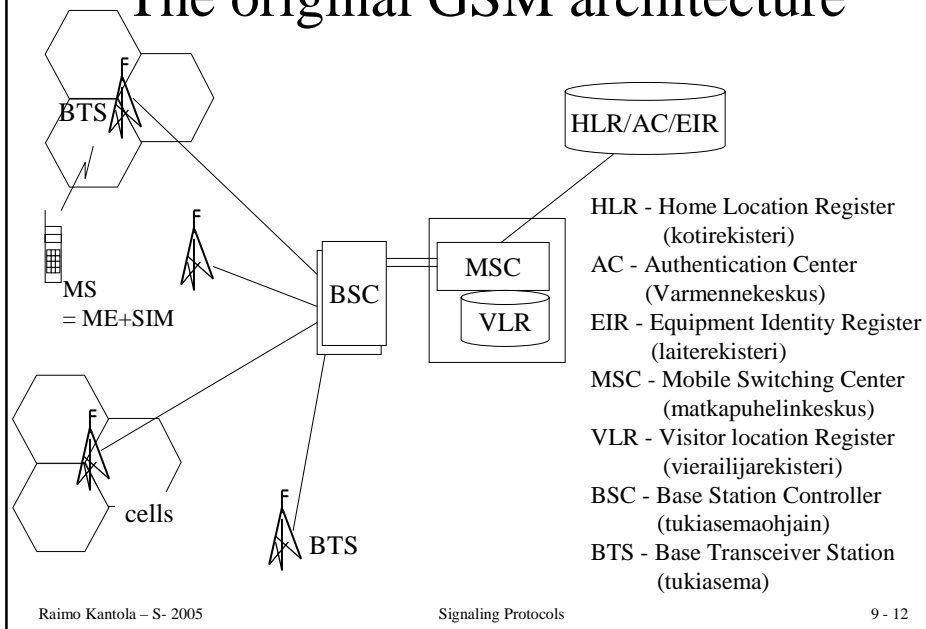 The original GSM architecture
BTS
HLR/AC/EIR
MS
= ME+SIM
BSC
MSC
VLR
HLR - Home Location Register
(kotirekisteri)
AC - Authentication Center
(Varmennekeskus)
EIR - Equipment Identity Register
(laiterekisteri)
MSC - Mobile Switching Center
(matkapuhelinkeskus)
VLR - Visitor location Register
(vierailijarekisteri)
BSC - Base Station Controller
(tukiasemaohjain)
BTS - Base Transceiver Station
(tukiasema)
cells
BTS
Raimo Kantola – S- 2005
Signaling Protocols
9 - 12